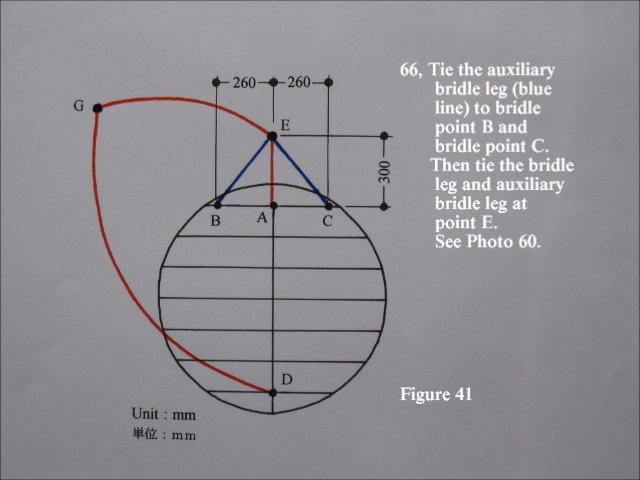 260 260
G
E
300
B A C
D
Unit : mm
単位 : mm
66, Tie the auxiliary
bridle leg (blue
line) to bridle
point B and
bridle point C.
Then tie the bridle
leg and auxiliary
bridle leg at
point E.
See Photo 60.
Figure 41